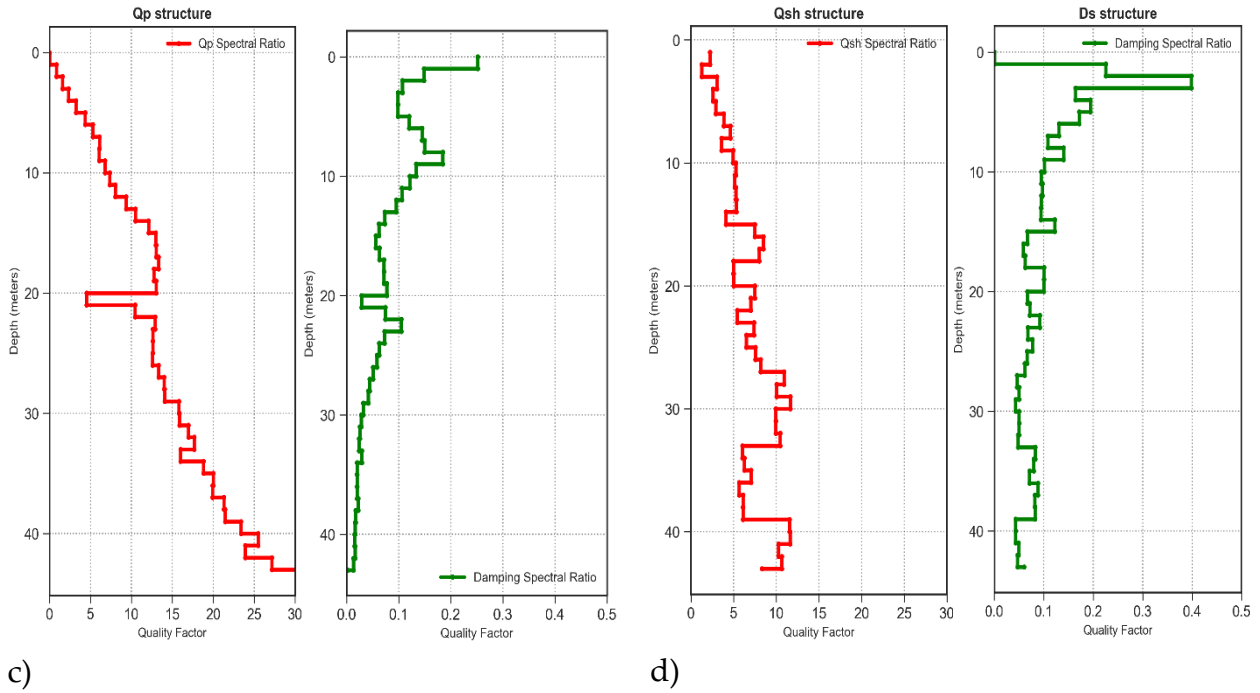 Qp structure
Qp Spectral Ratio
Depth (meters)
0
10
20
30
40
0 5 10 15 20 25 30
Quality Factor
Damping Spectral Ratio
Depth (meters)
0
10
20
30
40
0.0 0.1 0.2 0.3 0.4 0.5
Quality Factor
c)
Qsh structure
Qsh Spectral Ratio
Depth (meters)
0
10
20
30
40
0 5 10 15 20
Quality Factor
Ds structure
Damping Spectral Ratio
Depth (meters)
0
10
20
30
40
0.0 0.1 0.2 0.3 0.4 0.5
Quality Factor
d)